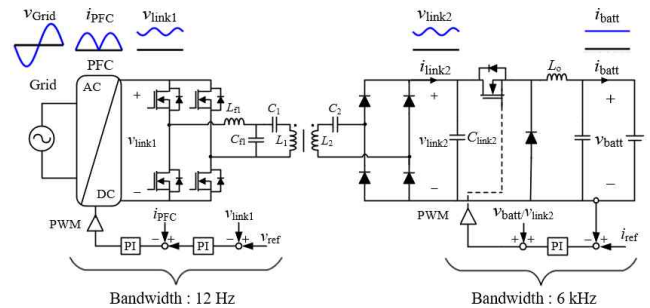 vGrid iPFC vlink1 vlink2 ibatt
PFC
Grid
AC
DC
+
vlink1
−
Lf1
Cf1
C1
L1
L2
C2
ilink2
+
vlink2
−
Clink2
Lo
ibatt
+
vbatt
−
PWM
PI
iPFC
− +
PI
vlink1
− +
vref
PWM
vbatt/vlink2
+ +
PI
− +
iref
Bandwidth : 12 Hz
Bandwidth : 6 kHz